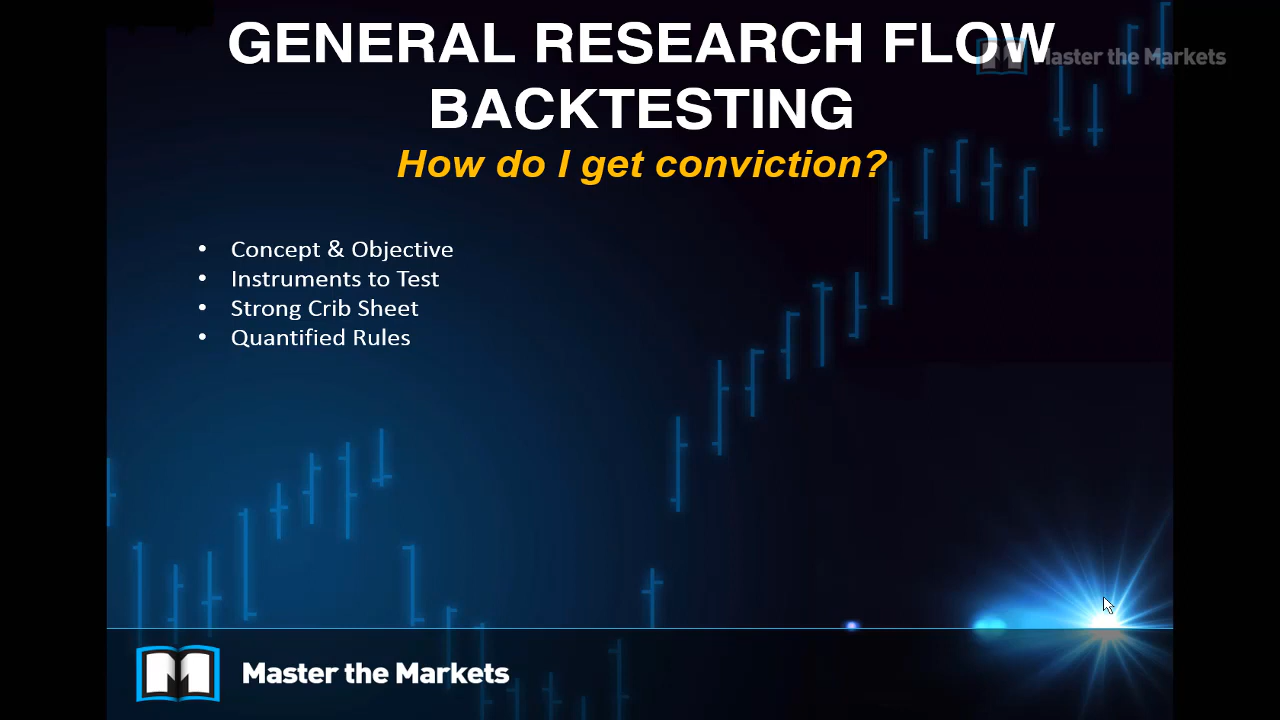 GENERAL RESEARCH FLOW
Master the Markets
BACKTESTING
How do I get conviction?
• Concept & Objective
• Instruments to Test
• Strong Crib Sheet
• Quantified Rules
Master the Markets